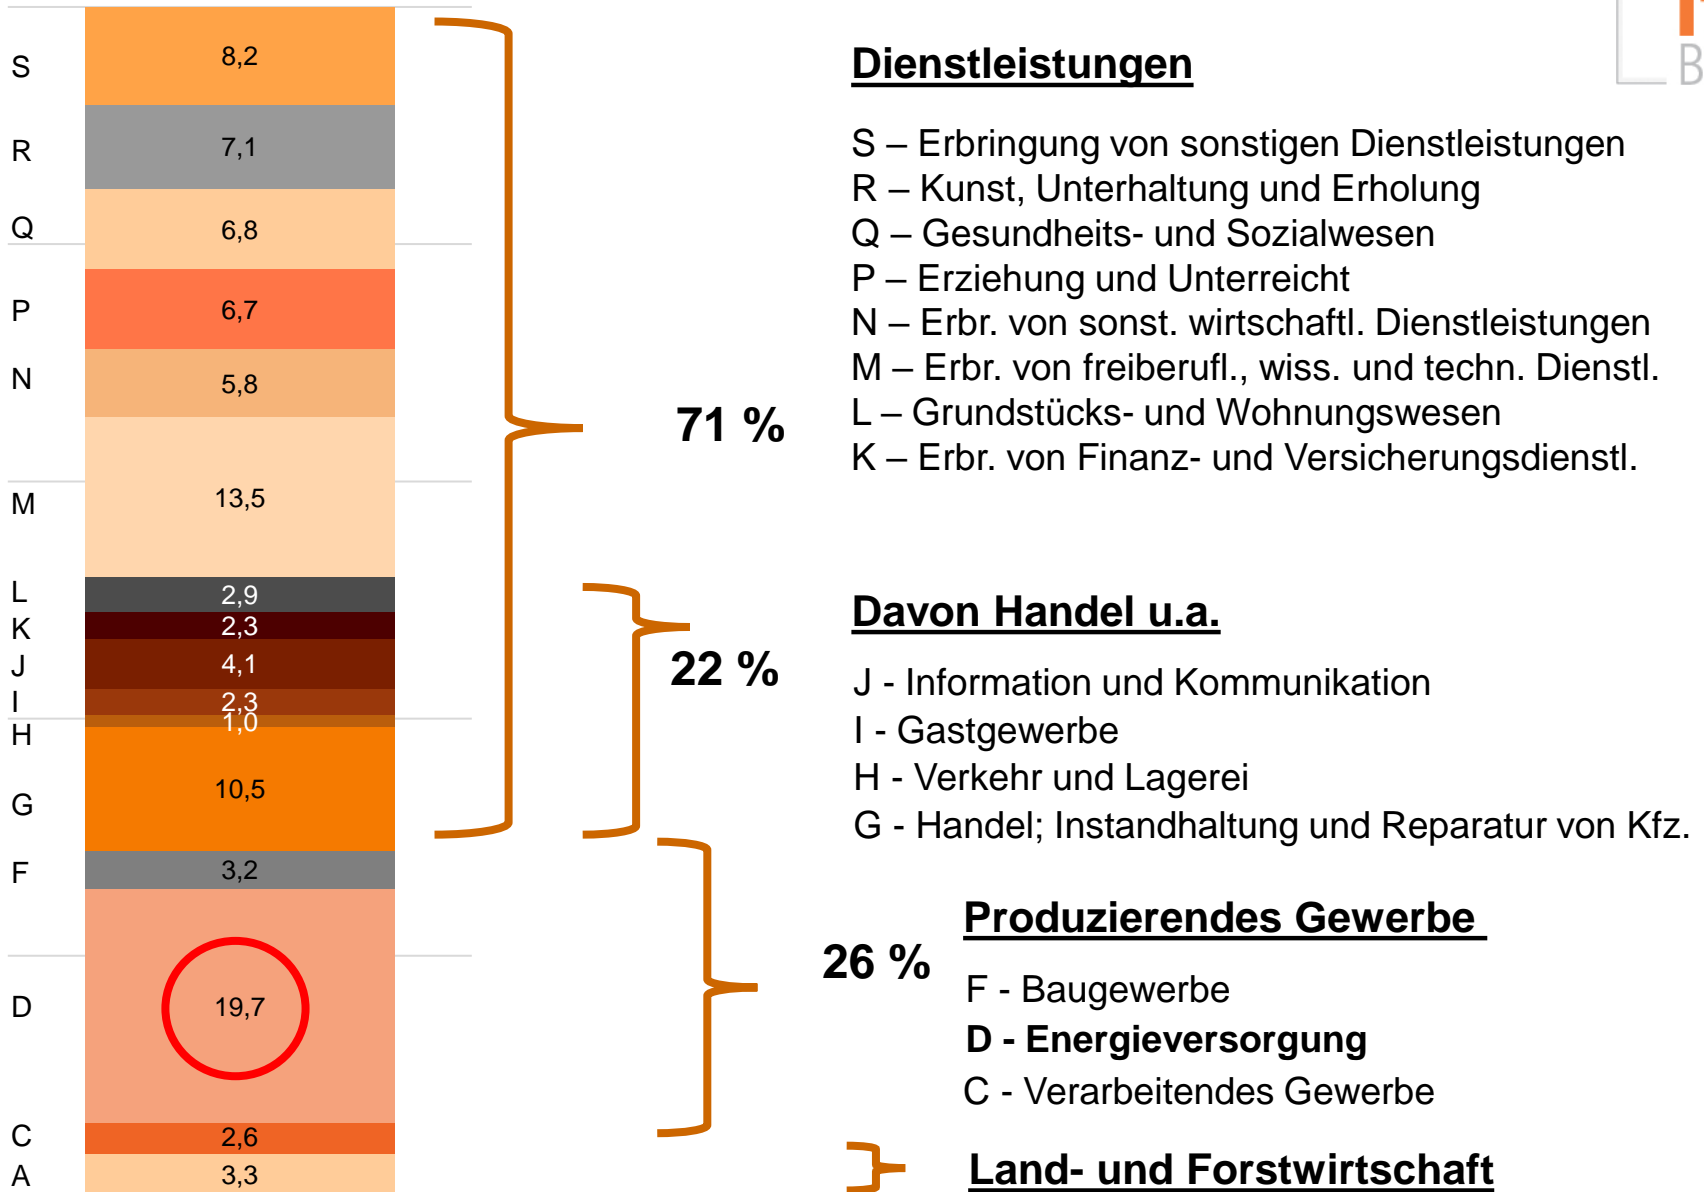 S 8,2
R 7,1
Q 6,8
P 6,7
N 5,8
M 13,5
L 2,9
K 2,3
J 4,1
I 2,3
H 1,0
G 10,5
F 3,2
D 19,7
C 2,6
A 3,3
71 %
22 %
26 %
Dienstleistungen
S – Erbringung von sonstigen Dienstleistungen
R – Kunst, Unterhaltung und Erholung
Q – Gesundheits- und Sozialwesen
P – Erziehung und Unterreicht
N – Erbr. von sonst. wirtschaftl. Dienstleistungen
M – Erbr. von freiberufl., wiss. und techn. Dienstl.
L – Grundstücks- und Wohnungswesen
K – Erbr. von Finanz- und Versicherungsdienstl.
Davon Handel u.a.
J - Information und Kommunikation
I - Gastgewerbe
H - Verkehr und Lagerei
G - Handel; Instandhaltung und Reparatur von Kfz.
Produzierendes Gewerbe
F - Baugewerbe
D - Energieversorgung
C - Verarbeitendes Gewerbe
Land- und Forstwirtschaft